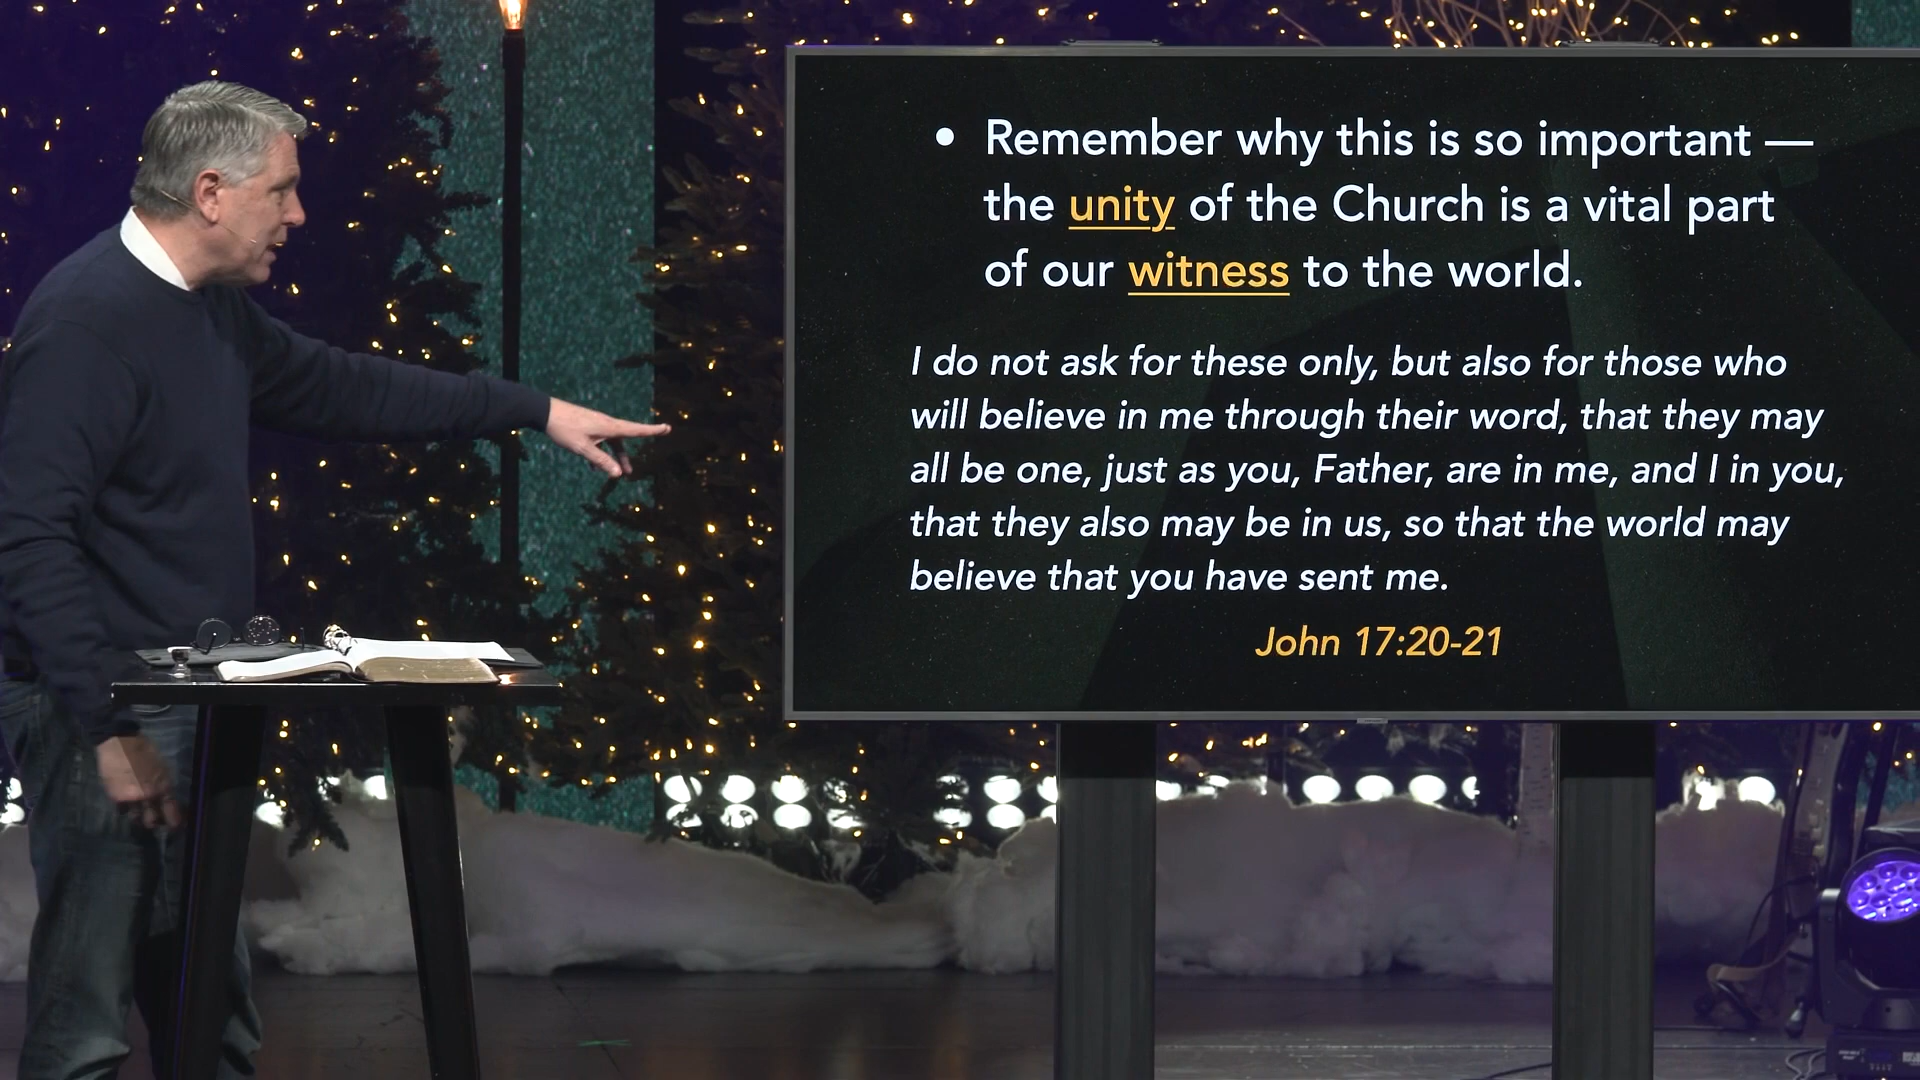 • Remember why this is so important —
the unity of the Church is a vital part
of our witness to the world.
I do not ask for these only, but also for those who
will believe in me through their word, that they may
all be one, just as you, Father, are in me, and I in you,
that they also may be in us, so that the world may
believe that you have sent me.
John 17:20-21